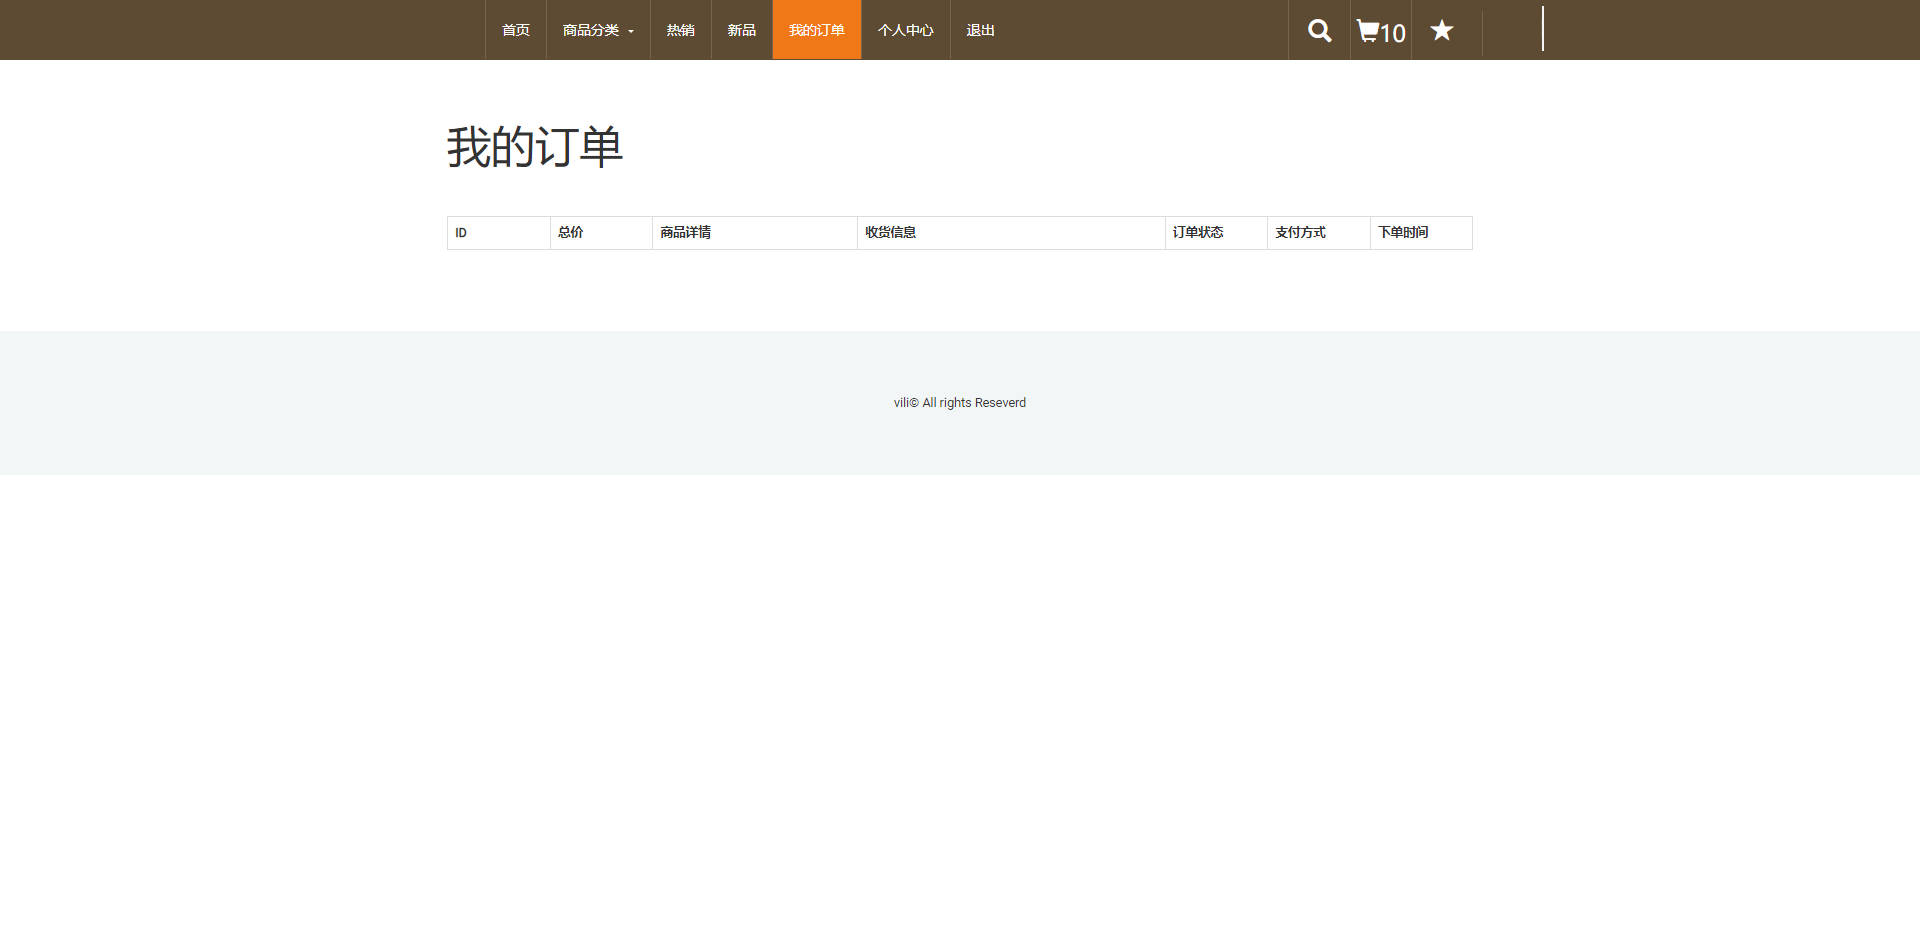 首页 商品分类 热销 新品 我的订单 个人中心 退出 10
我的订单
ID 总价 商品详情 收货信息 订单状态 支付方式 下单时间
vili© All rights Reseverd